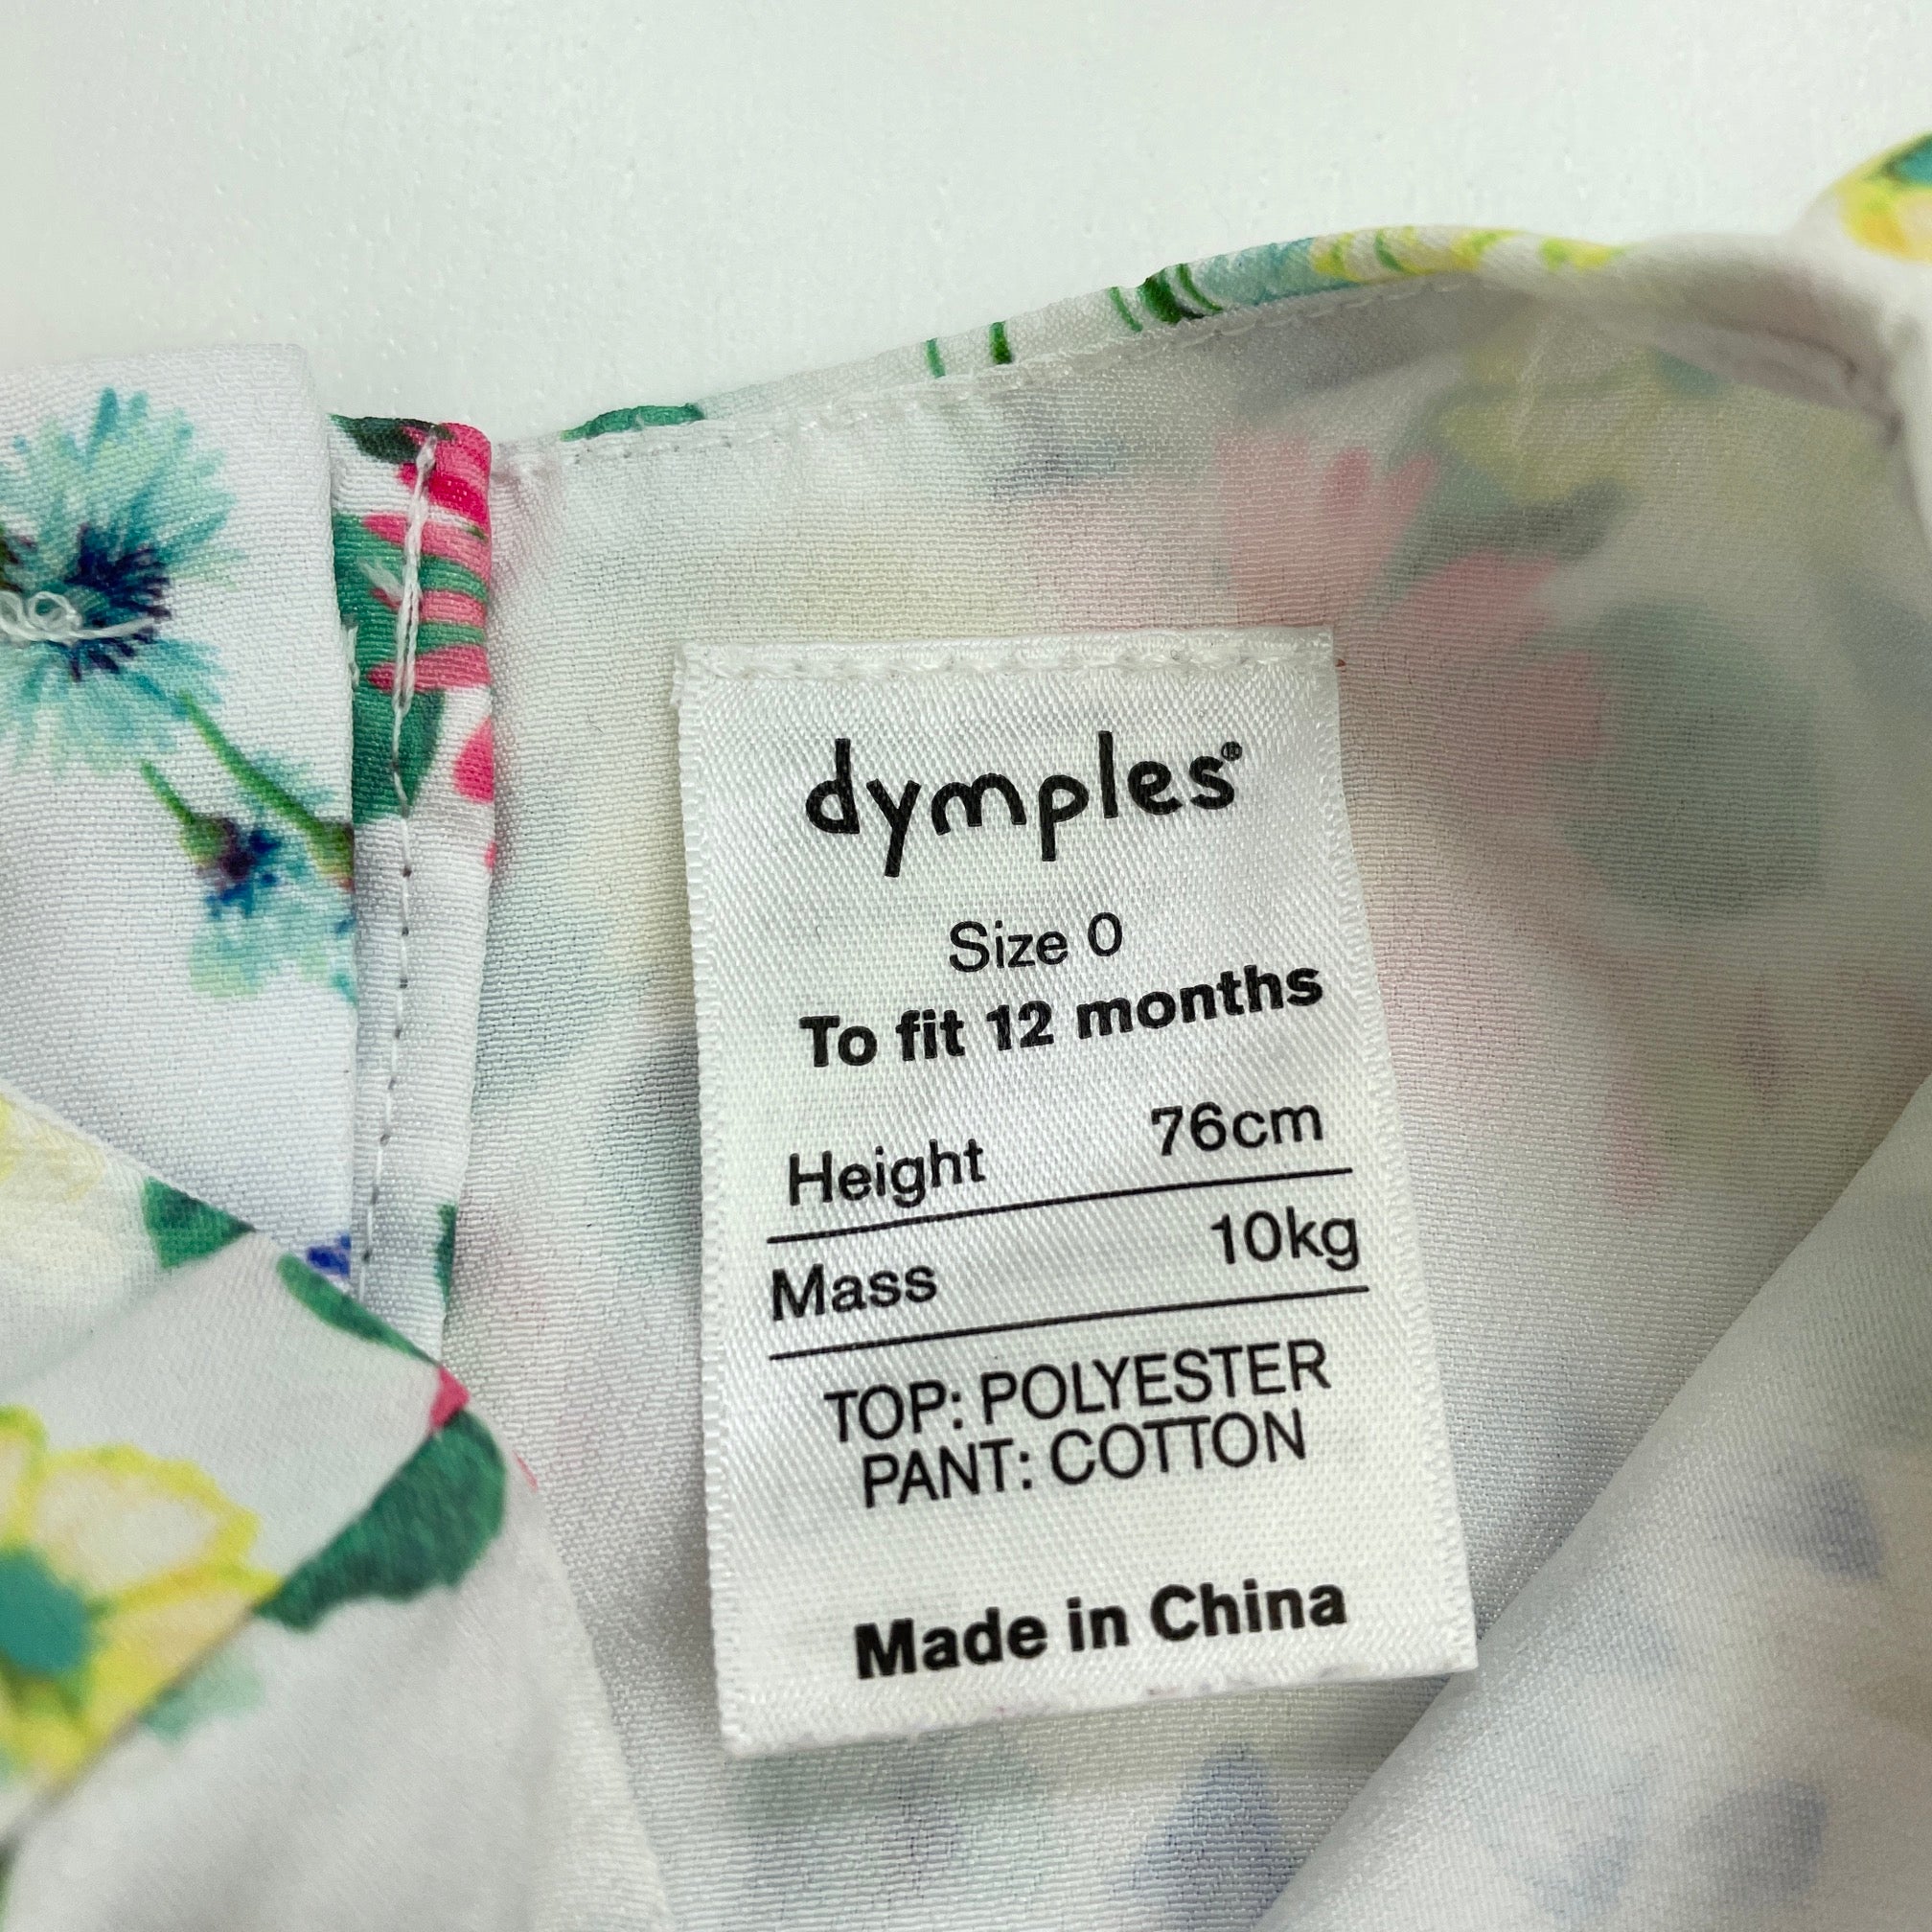 dymples®
Size 0
To fit 12 months
Height 76cm
Mass 10kg
TOP: POLYESTER
PANT: COTTON
Made in China